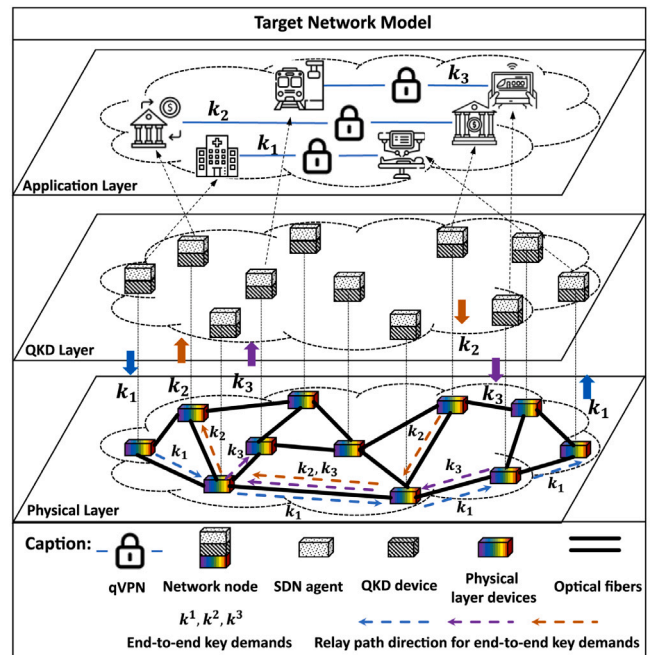 Target Network Model
k₃
k₂
k₁
Application Layer
k₂
QKD Layer
k₁
k₂
k₃
k₃
k₁
k₂
k₂
k₁
k₃
k₂, k₃
k₃
k₁
k₁
k₁
Physical Layer
Caption:
qVPN
Network node
SDN agent
QKD device
Physical
layer devices
Optical fibers
k¹, k², k³
End-to-end key demands
Relay path direction for end-to-end key demands